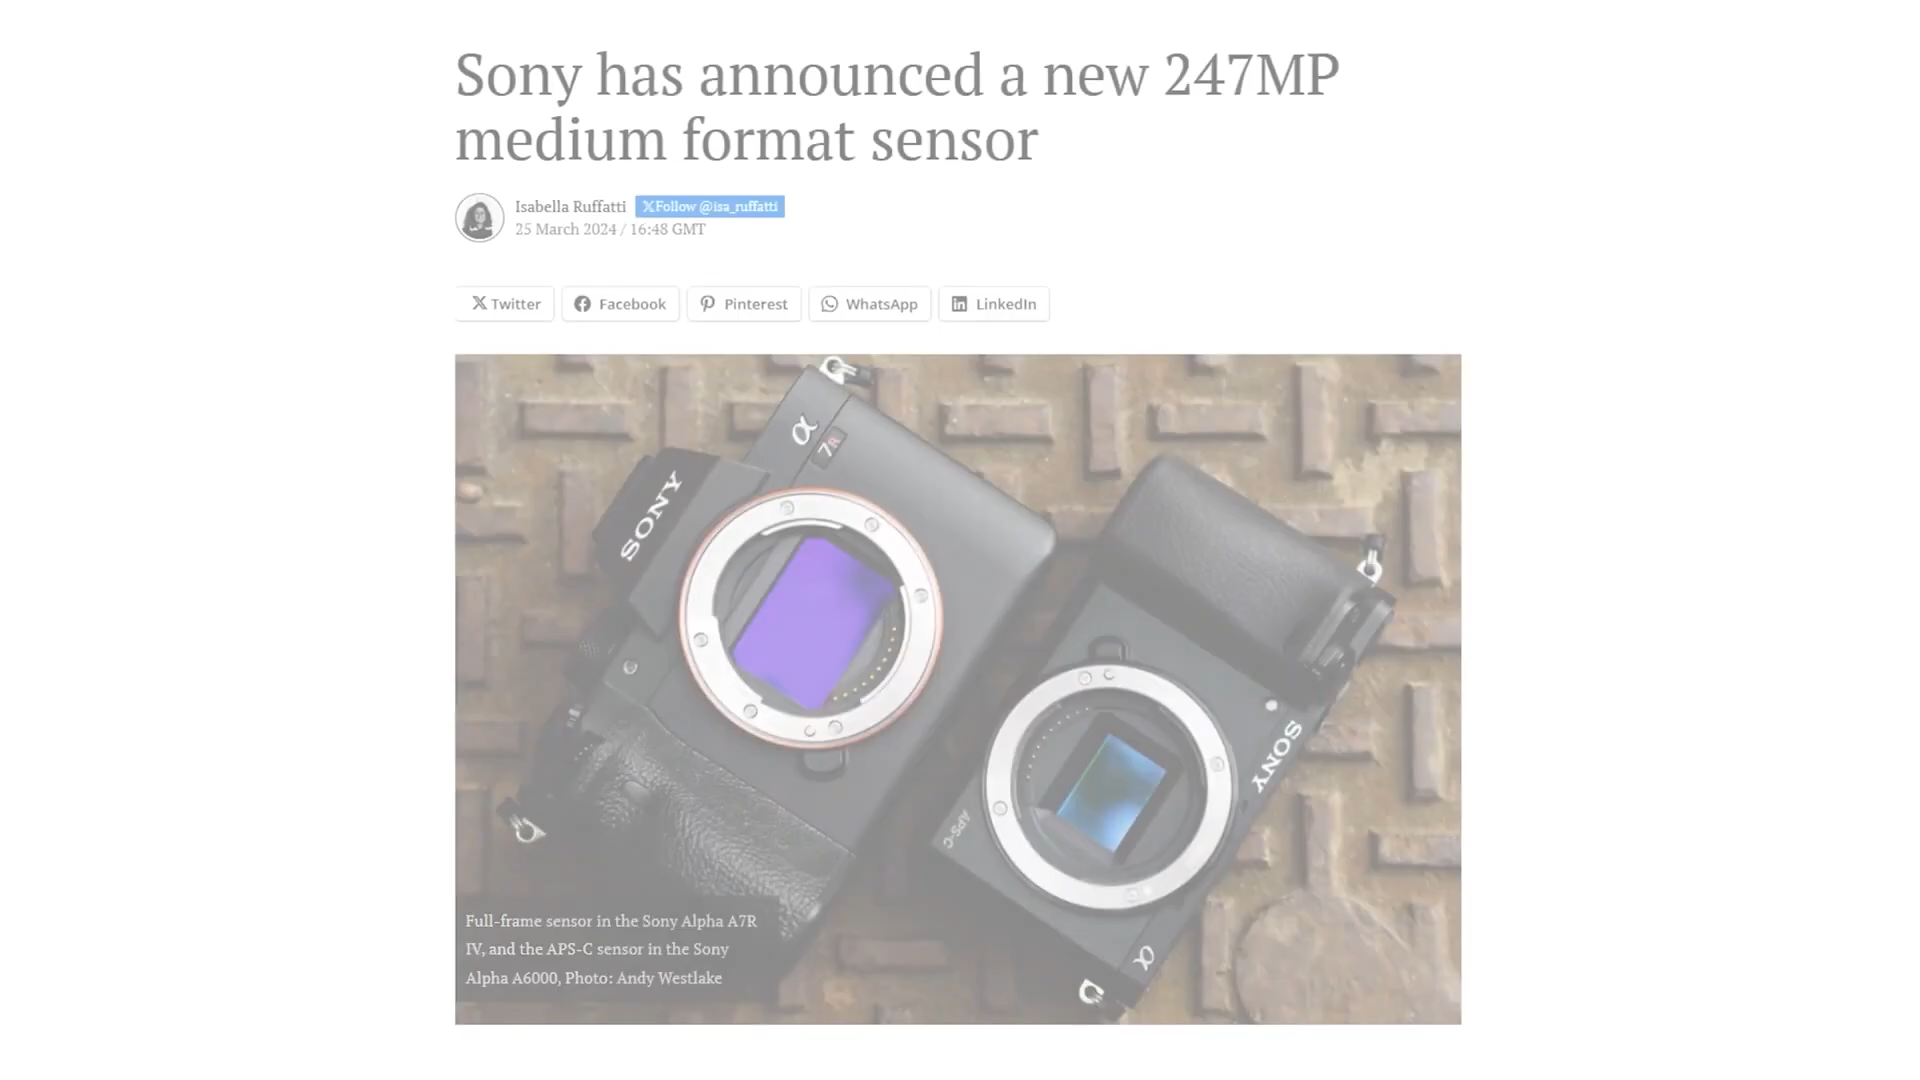 Sony has announced a new 247MP
medium format sensor
Isabella Ruffatti
𝕏Follow @isa_ruffatti
25 March 2024 / 16:48 GMT
𝕏 Twitter
Facebook
Pinterest
WhatsApp
LinkedIn
α
7R
SONY
SONY
APS-C
α
Full-frame sensor in the Sony Alpha A7R
IV, and the APS-C sensor in the Sony
Alpha A6000, Photo: Andy Westlake